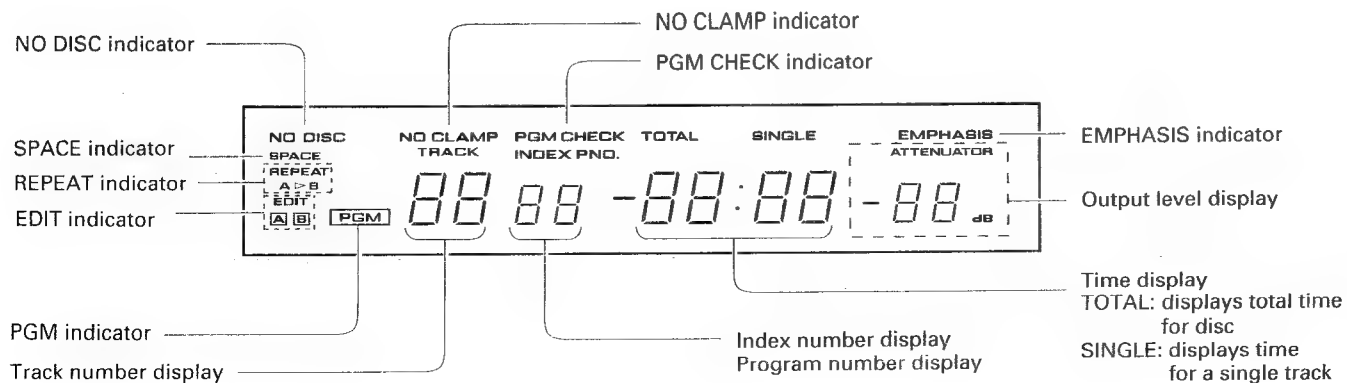 NO CLAMP indicator
NO DISC indicator
PGM CHECK indicator
NO DISC NO CLAMP PGM CHECK TOTAL SINGLE EMPHASIS
EMPHASIS indicator
SPACE indicator
SPACE TRACK INDEX PNO. ATTENUATOR
REPEAT indicator
REPEAT
A ▷ B
EDIT indicator
EDIT
A B PGM 88 88 -88:88 -88 dB
Output level display
PGM indicator
Track number display
Index number display
Program number display
Time display
TOTAL: displays total time
for disc
SINGLE: displays time
for a single track